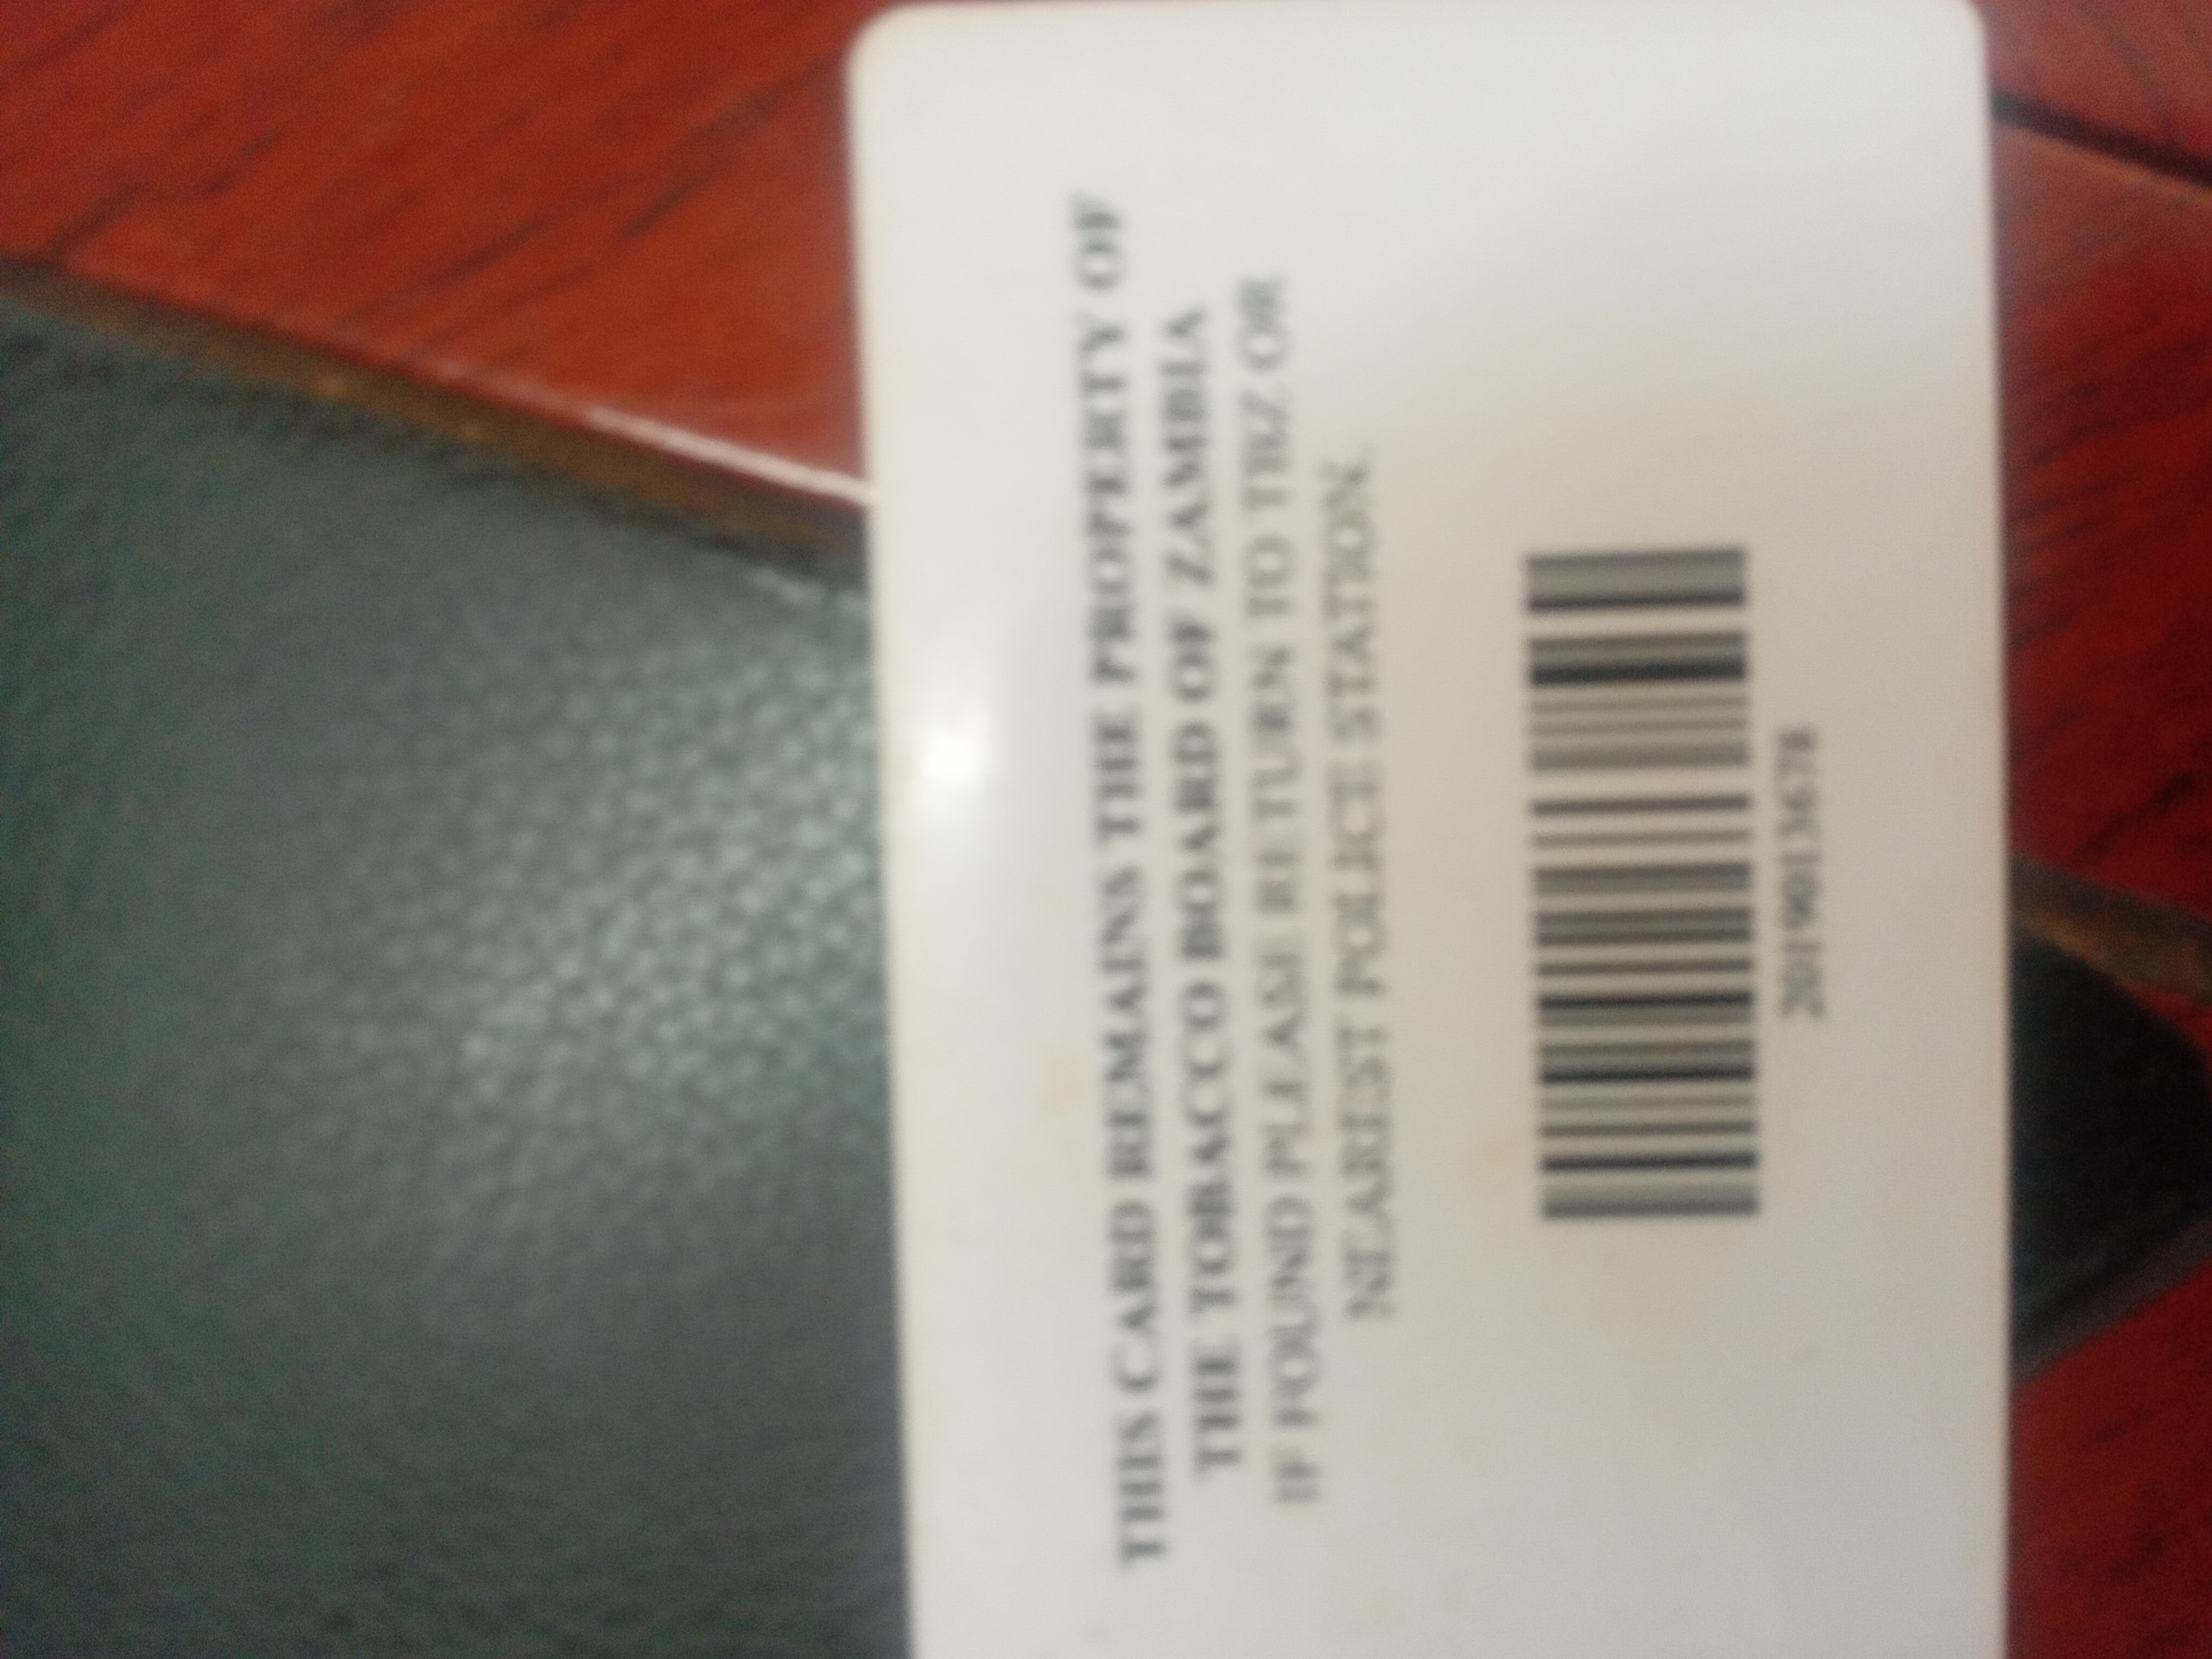 THIS CARD REMAINS THE PROPERTY OF
THE TOBACCO BOARD OF ZAMBIA
IF FOUND PLEASE RETURN TO TBZ OR
NEAREST POLICE STATION.
20199013678